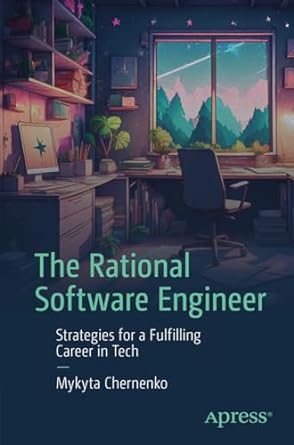 The Rational
Software Engineer
Strategies for a Fulfilling
Career in Tech
Mykyta Chernenko
Apress®